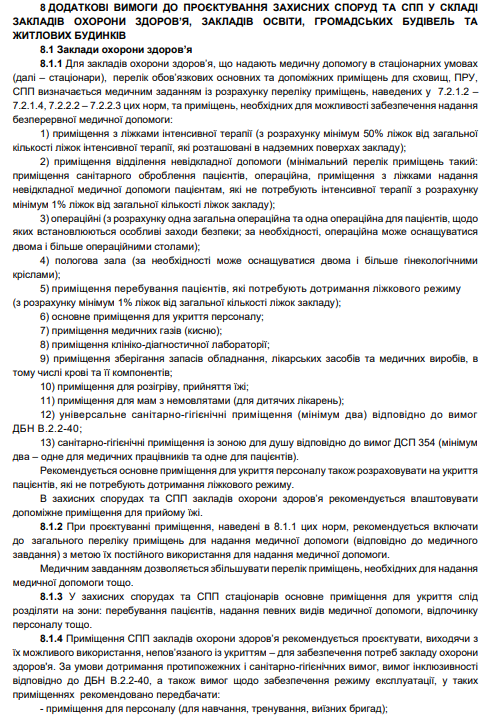 8 ДОДАТКОВІ ВИМОГИ ДО ПРОЄКТУВАННЯ ЗАХИСНИХ СПОРУД ТА СПП У СКЛАДІ
ЗАКЛАДІВ ОХОРОНИ ЗДОРОВ’Я, ЗАКЛАДІВ ОСВІТИ, ГРОМАДСЬКИХ БУДІВЕЛЬ ТА
ЖИТЛОВИХ БУДИНКІВ
8.1 Заклади охорони здоров’я
8.1.1 Для закладів охорони здоров’я, що надають медичну допомогу в стаціонарних умовах
(далі – стаціонари), перелік обов’язкових основних та допоміжних приміщень для сховищ, ПРУ,
СПП визначається медичним завданням із розрахунку переліку приміщень, наведених у 7.2.1.2 –
7.2.1.4, 7.2.2.2 – 7.2.2.3 цих норм, та приміщень, необхідних для можливості забезпечення надання
безперервної медичної допомоги:
1) приміщення з ліжками інтенсивної терапії (з розрахунку мінімум 50% ліжок від загальної
кількості ліжок інтенсивної терапії, які розташовані в надземних поверхах закладу);
2) приміщення відділення невідкладної допомоги (мінімальний перелік приміщень такий:
приміщення санітарного оброблення пацієнтів, операційна, приміщення з ліжками надання
невідкладної медичної допомоги пацієнтам, які не потребують інтенсивної терапії з розрахунку
мінімум 1% ліжок від загальної кількості ліжок закладу);
3) операційні (з розрахунку одна загальна операційна та одна операційна для пацієнтів, щодо
яких встановлюються особливі заходи безпеки; за необхідності, операційна може оснащуватися
двома і більше операційними столами);
4) пологова зала (за необхідності може оснащуватися двома і більше гінекологічними
кріслами);
5) приміщення перебування пацієнтів, які потребують дотримання ліжкового режиму
(з розрахунку мінімум 1% ліжок від загальної кількості ліжок закладу);
6) основне приміщення для укриття персоналу;
7) приміщення медичних газів (кисню);
8) приміщення клініко-діагностичної лабораторії;
9) приміщення зберігання запасів обладнання, лікарських засобів та медичних виробів, в
тому числі крові та її компонентів;
10) приміщення для розігріву, прийняття їжі;
11) приміщення для мам з немовлятами (для дитячих лікарень);
12) універсальне санітарно-гігієнічні приміщення (мінімум два) відповідно до вимог
ДБН В.2.2-40;
13) санітарно-гігієнічні приміщення із зоною для душу відповідно до вимог ДСП 354 (мінімум
два – одне для медичних працівників та одне для пацієнтів).
Рекомендується основне приміщення для укриття персоналу також розраховувати на укриття
пацієнтів, які не потребують дотримання ліжкового режиму.
В захисних спорудах та СПП закладів охорони здоров’я рекомендується влаштовувати
допоміжне приміщення для прийому їжі.
8.1.2 При проєктуванні приміщення, наведені в 8.1.1 цих норм, рекомендується включати
до загального переліку приміщень для надання медичної допомоги (відповідно до медичного
завдання) з метою їх постійного використання для надання медичної допомоги.
Медичним завданням дозволяється збільшувати перелік приміщень, необхідних для надання
медичної допомоги тощо.
8.1.3 У захисних спорудах та СПП стаціонарів основне приміщення для укриття слід
розділяти на зони: перебування пацієнтів, надання певних видів медичної допомоги, відпочинку
персоналу тощо.
8.1.4 Приміщення СПП закладів охорони здоров’я рекомендується проєктувати, виходячи з
їх можливого використання, непов’язаного із укриттям – для забезпечення потреб закладу охорони
здоров'я. За умови дотримання протипожежних і санітарно-гігієнічних вимог, вимог інклюзивності
відповідно до ДБН В.2.2-40, а також вимог щодо забезпечення режиму експлуатації, у таких
приміщеннях рекомендовано передбачати:
- приміщення для персоналу (для навчання, тренування, виїзних бригад);